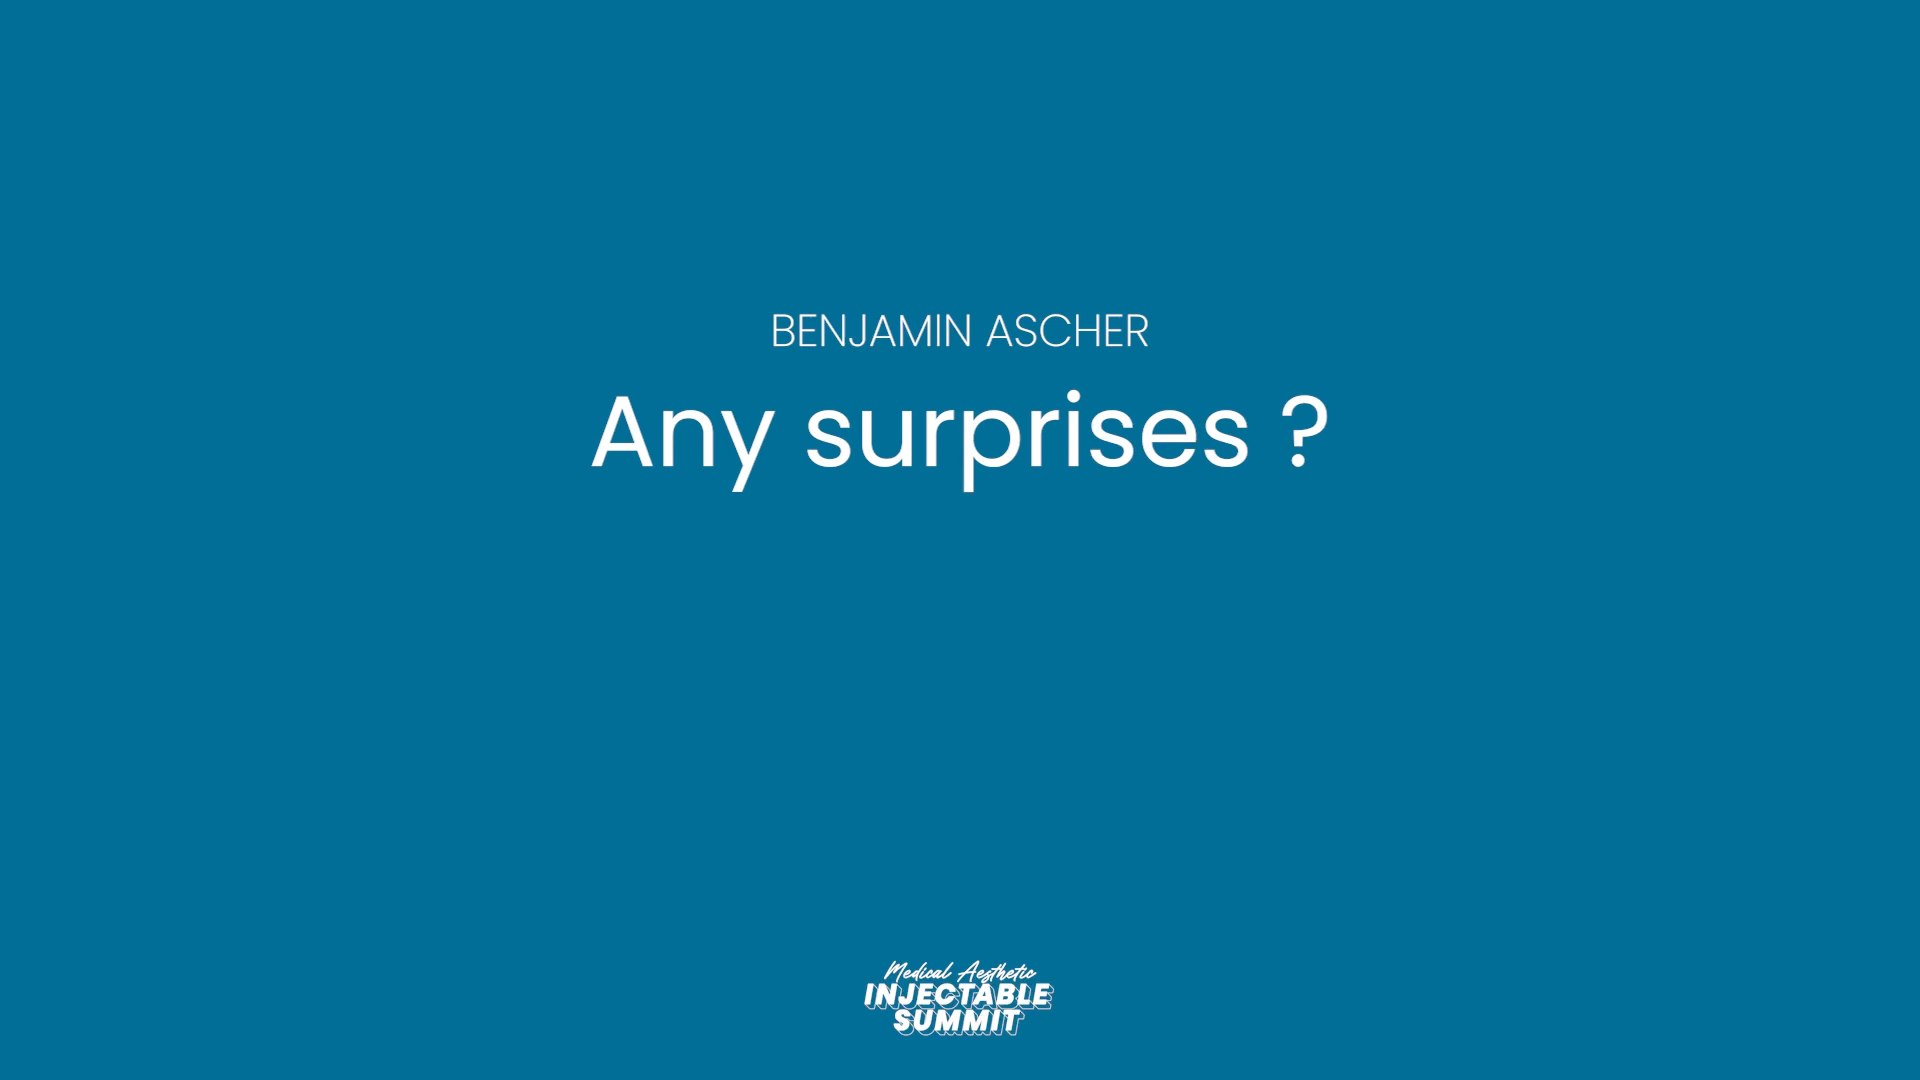 BENJAMIN ASCHER
Any surprises ?
Medical Aesthetic
INJECTABLE
SUMMIT